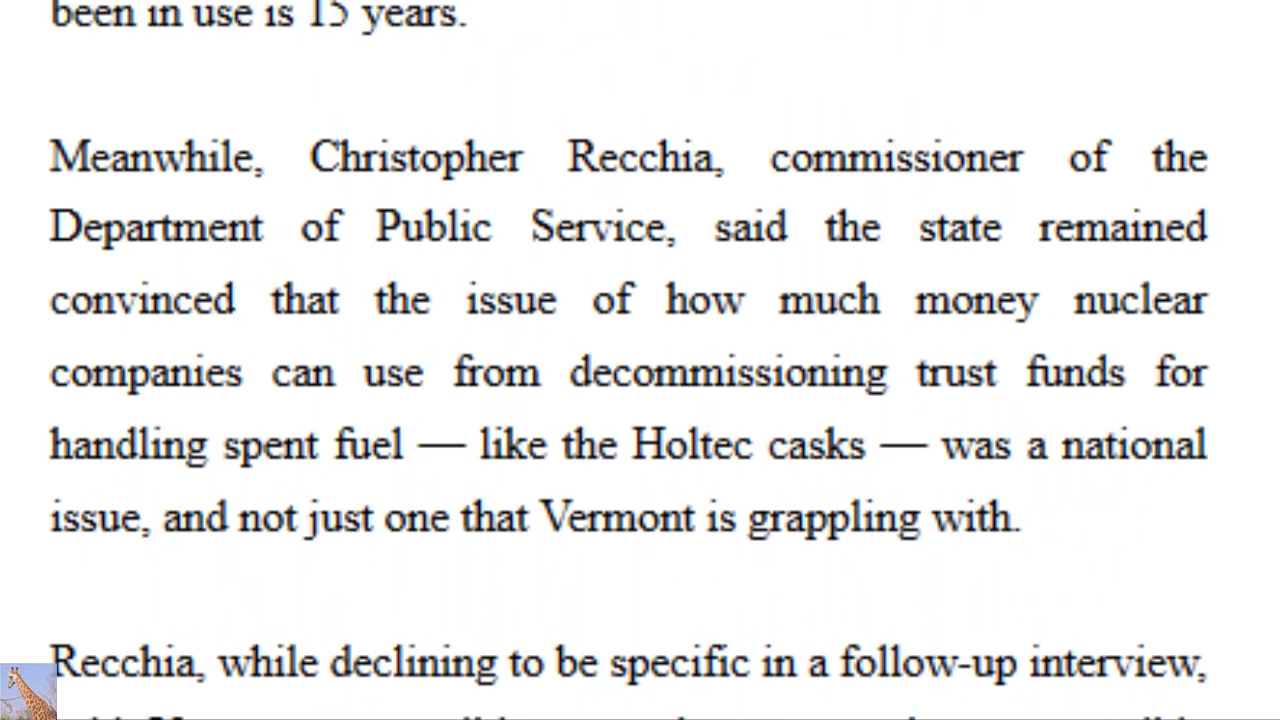 been in use is 15 years.
Meanwhile, Christopher Recchia, commissioner of the
Department of Public Service, said the state remained
convinced that the issue of how much money nuclear
companies can use from decommissioning trust funds for
handling spent fuel — like the Holtec casks — was a national
issue, and not just one that Vermont is grappling with.
Recchia, while declining to be specific in a follow-up interview,